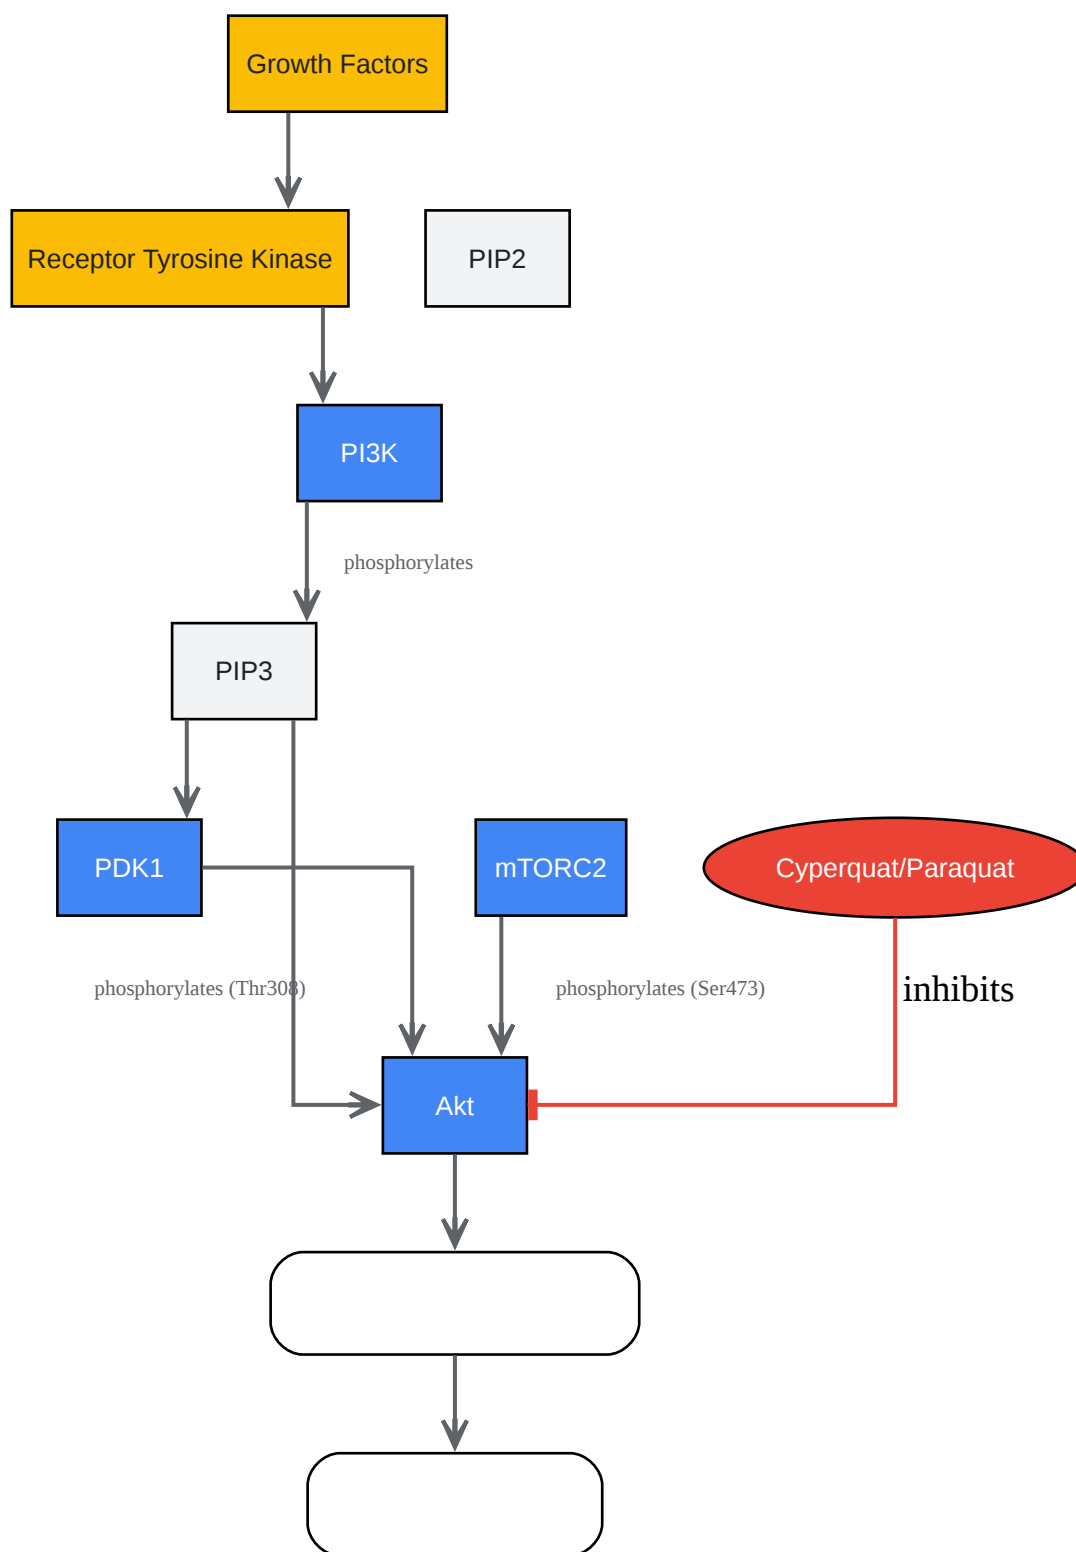 Growth Factors
Receptor Tyrosine Kinase
PIP2
PI3K
phosphorylates
PIP3
PDK1
mTORC2
Cyperquat/Paraquat
phosphorylates (Thr308)
phosphorylates (Ser473)
inhibits
Akt